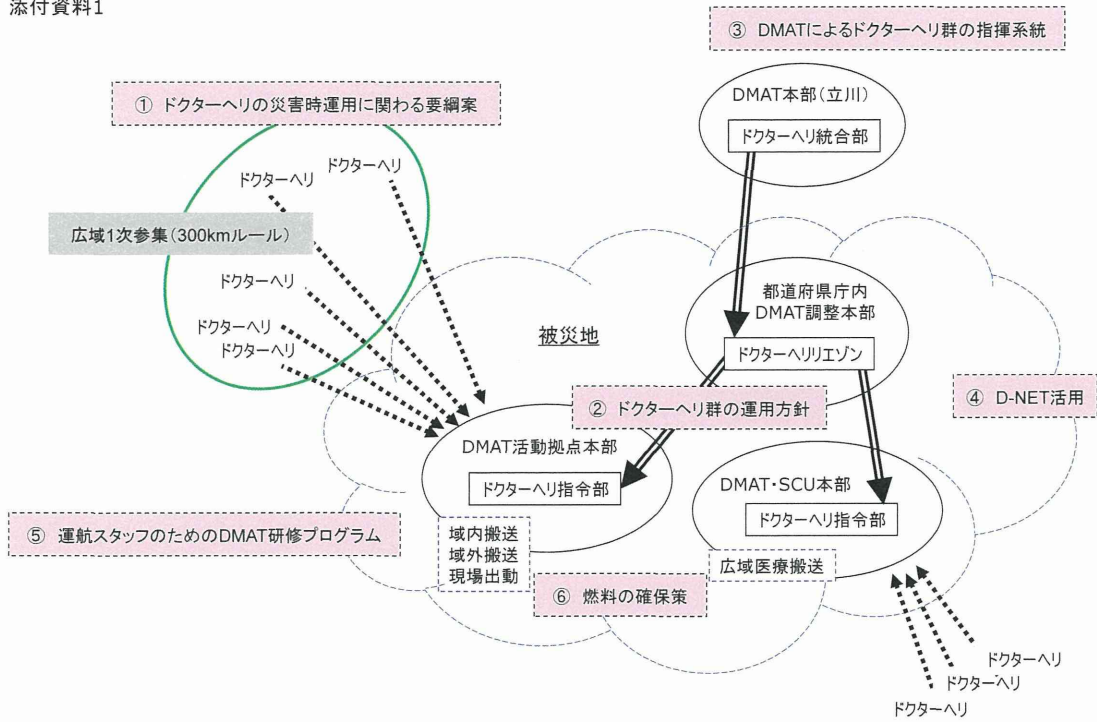 添付資料1
③ DMATによるドクターヘリ群の指揮系統
① ドクターヘリの災害時運用に関わる要綱案
DMAT本部(立川)
ドクターヘリ統合部
ドクターヘリ
ドクターヘリ
広域1次参集(300kmルール)
ドクターヘリ
ドクターヘリ
ドクターヘリ
被災地
都道府県庁内
DMAT調整本部
ドクターヘリリエゾン
② ドクターヘリ群の運用方針
④ D-NET活用
DMAT活動拠点本部
ドクターヘリ指令部
DMAT・SCU本部
ドクターヘリ指令部
⑤ 運航スタッフのためのDMAT研修プログラム
域内搬送
域外搬送
現場出動
広域医療搬送
⑥ 燃料の確保策
ドクターヘリ
ドクターヘリ
ドクターヘリ